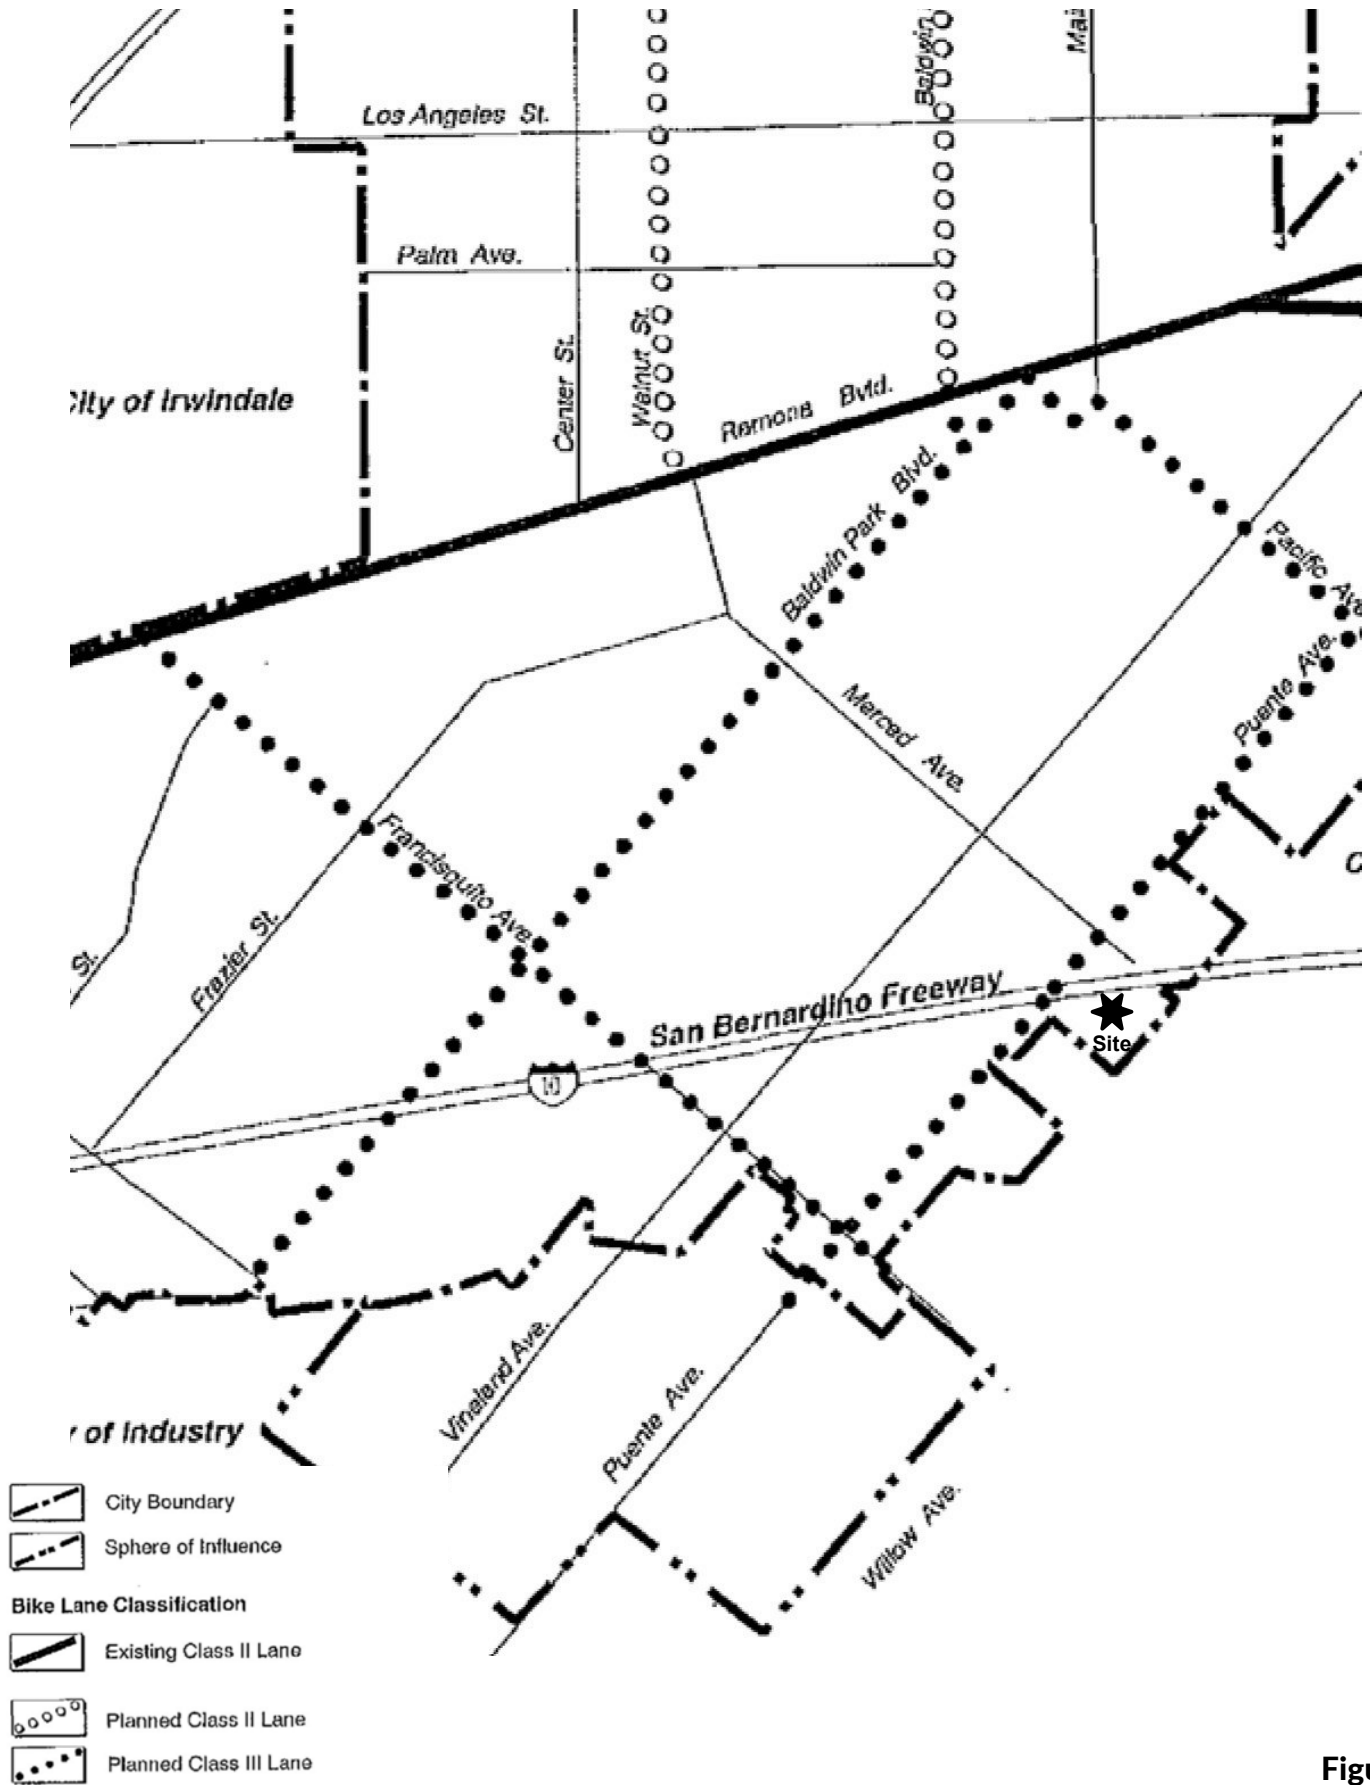 Baldwin
Mai
Los Angeles St.
Palm Ave.
Center St.
Walnut St.
City of Irwindale
Ramona Blvd.
Baldwin Park Blvd.
Pacific Ave
Puente Ave.
Merced Ave.
Francisquito Ave.
Frazier St.
St.
C
San Bernardino Freeway
10
Site
Vineland Ave.
Puente Ave.
Willow Ave.
y of Industry
City Boundary
Sphere of Influence
Bike Lane Classification
Existing Class II Lane
Planned Class II Lane
Planned Class III Lane
Figu